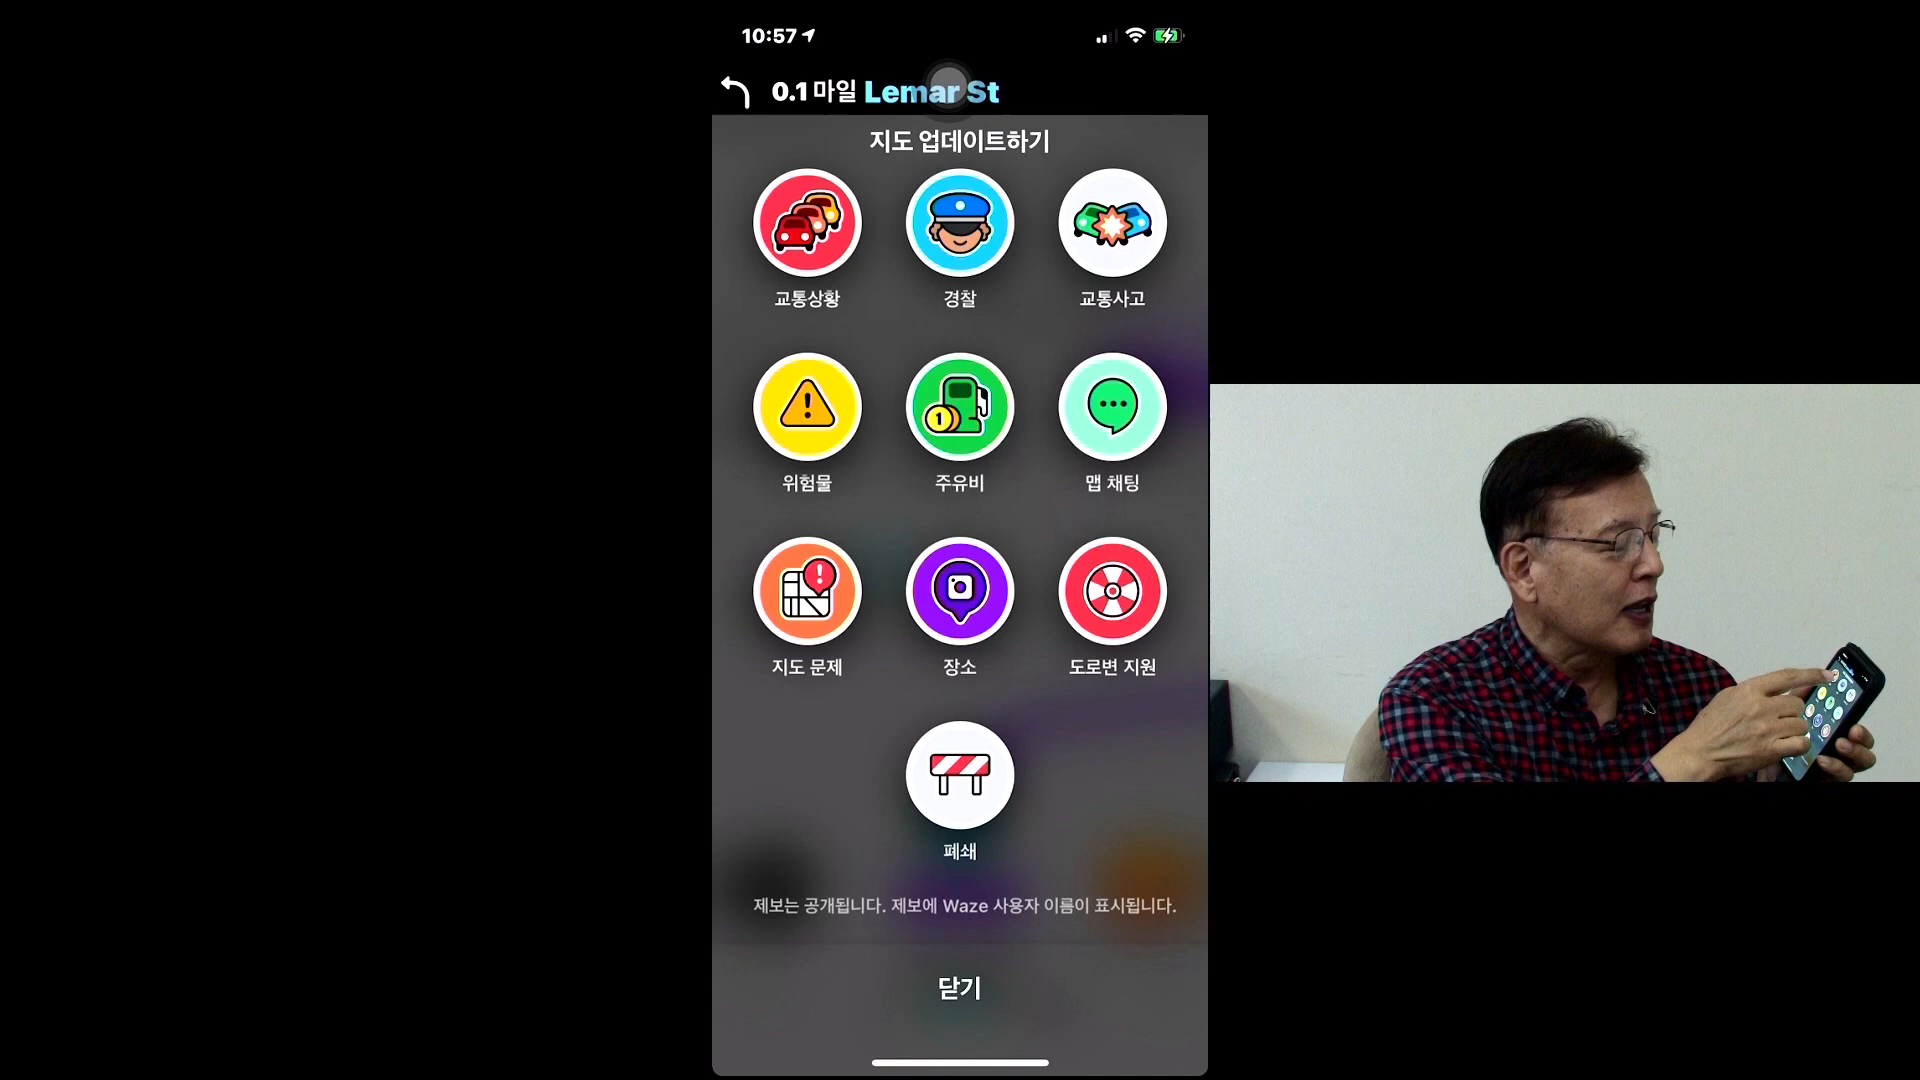 10:57
0.1 마일 Lemar St
지도 업데이트하기
교통상황 경찰 교통사고
1
위험물 주유비 맵 채팅
지도 문제 장소 도로변 지원
폐쇄
제보는 공개됩니다. 제보에 Waze 사용자 이름이 표시됩니다.
닫기